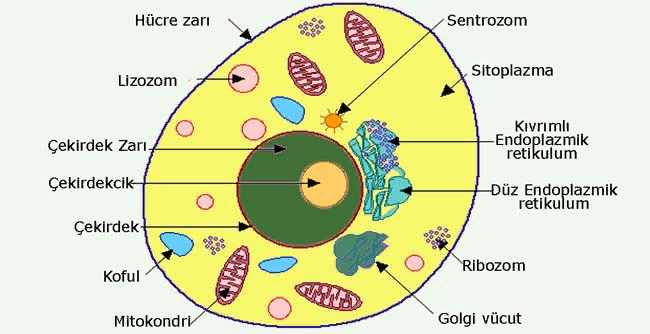 Hücre zarı
Sentrozom
Lizozom
Sitoplazma
Çekirdek Zarı
Kıvrımlı
Endoplazmik
retikulum
Çekirdekcik
Düz Endoplazmik
retikulum
Çekirdek
Koful
Ribozom
Mitokondri
Golgi vücut